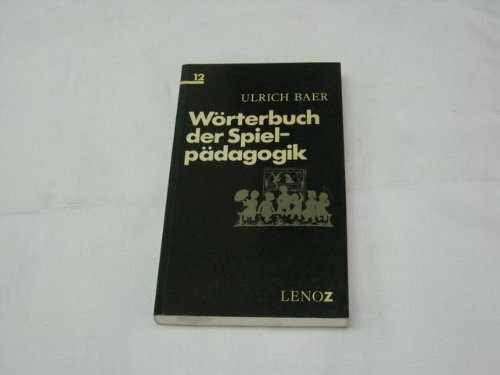 12
ULRICH BAER
Wörterbuch
der Spiel-
pädagogik
LENOZ